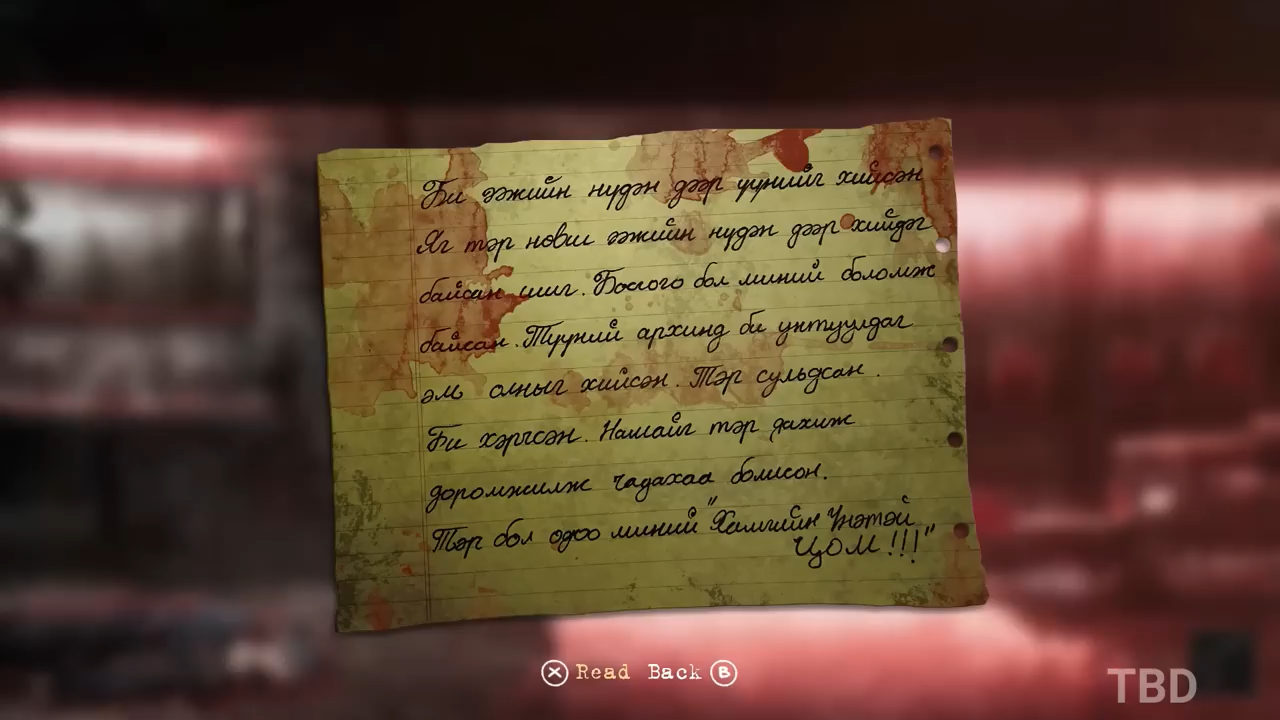 Би ээжийн нүдэн дээр үүнийг хийсэн
Яг тэр новш ээжийн нүдэн дээр хийдэг
байсан шиг. Босого бол миний боломж
байсан. Түүний архинд би унтуулдаг
эм олныг хийсэн. Тэр сульдсан.
Би хэрчсэн. Намайг тэр дахиж
доромжилж чадахаа болисон.
Тэр бол одоо миний "Хамгийн Үнэтэй
ЦОМ!!!"
Read Back
TBD